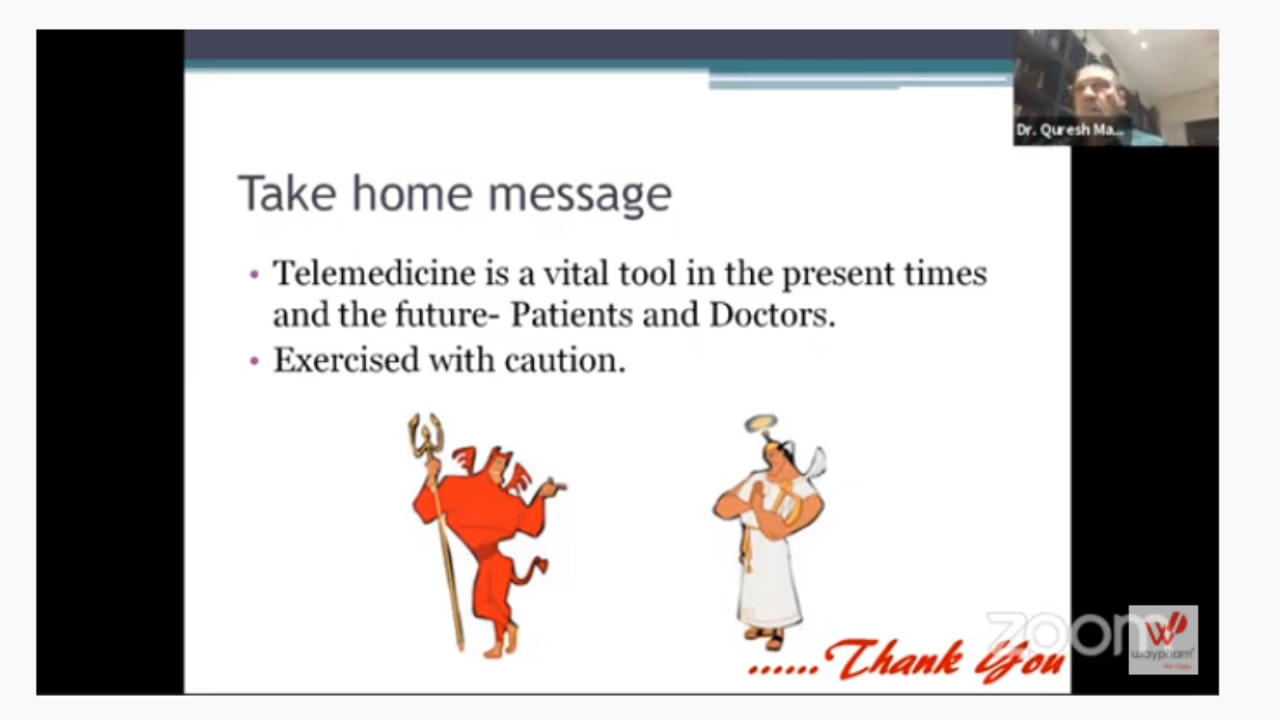 Dr. Quresh Ma...
Take home message
• Telemedicine is a vital tool in the present times
and the future- Patients and Doctors.
• Exercised with caution.
......Thank You
zoom